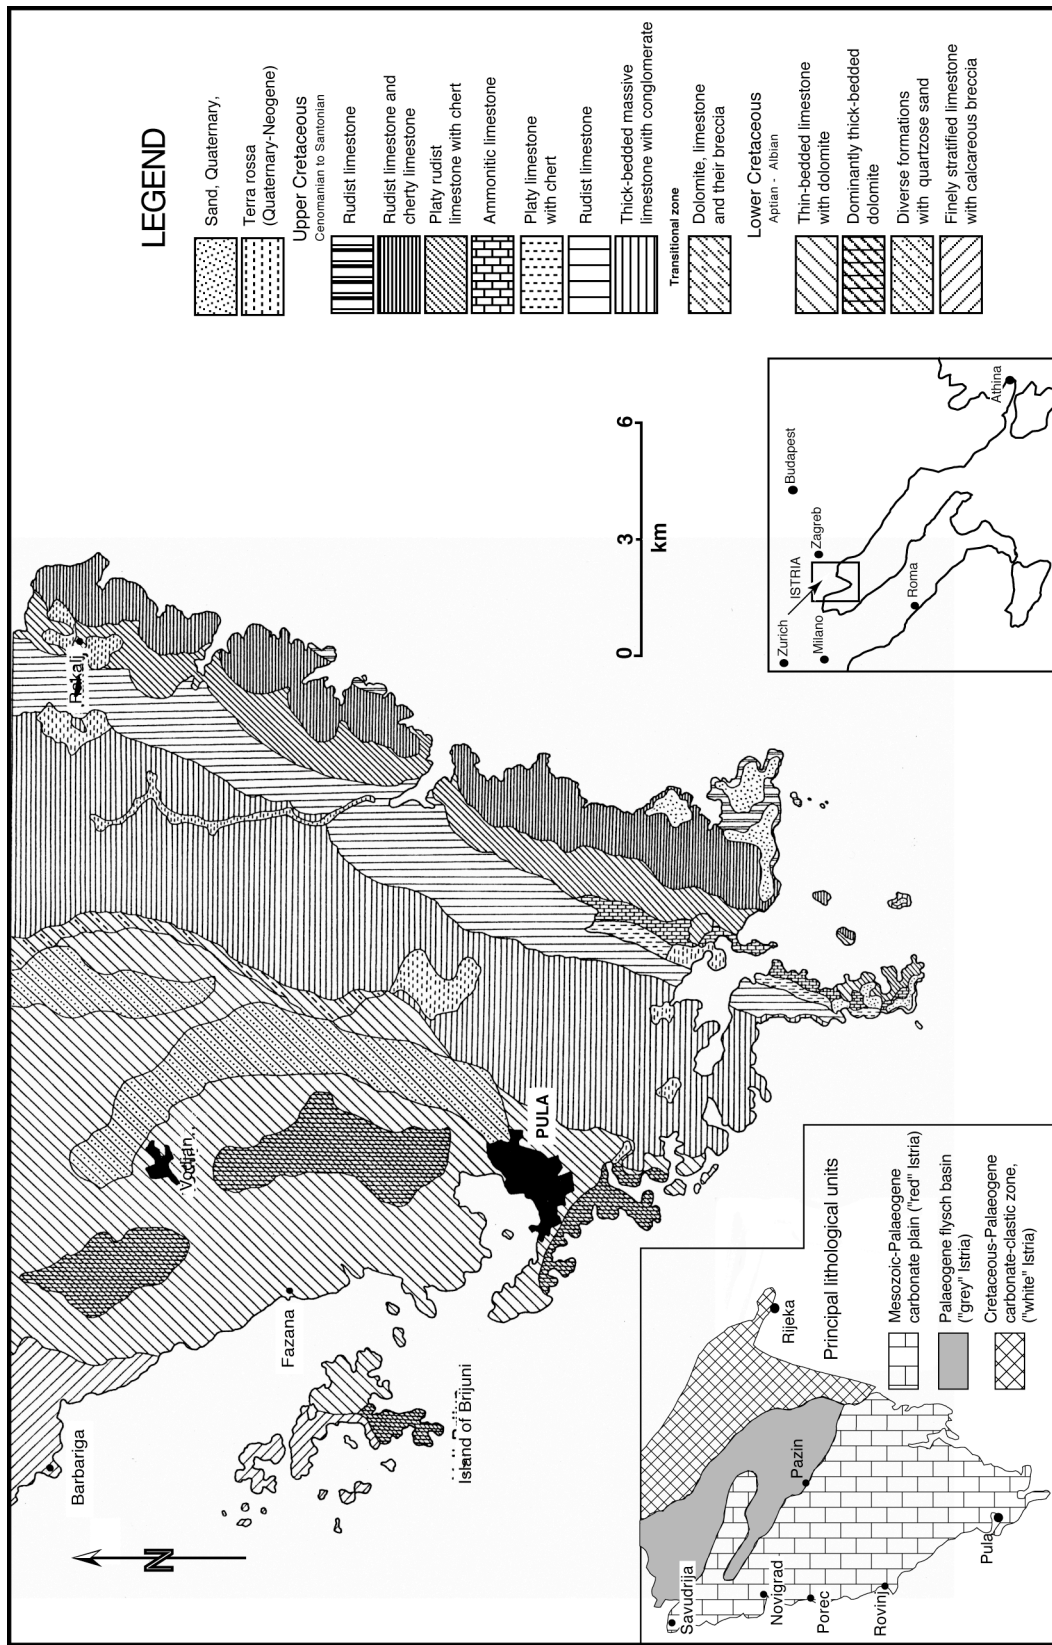 LEGEND
Sand, Quaternary,
Terra rossa
(Quaternary-Neogene)
Upper Cretaceous
Cenomanian to Santonian
Rudist limestone
Rudist limestone and
cherty limestone
Platy rudist
limestone with chert
Ammonitic limestone
Platy limestone
with chert
Rudist limestone
Thick-bedded massive
limestone with conglomerate
Transitional zone
Dolomite, limestone
and their breccia
Lower Cretaceous
Aptian - Albian
Thin-bedded limestone
with dolomite
Dominantly thick-bedded
dolomite
Diverse formations
with quartzose sand
Finely stratified limestone
with calcareous breccia
N
Barbariga
Fazana
Island of Brijuni
Vodjan
PULA
Rakalj
0 3 6
km
Zurich
Milano
ISTRIA
Zagreb
Budapest
Roma
Athina
Principal lithological units
Mesozoic-Palaeogene
carbonate plain ("red" Istria)
Palaeogene flysch basin
("grey" Istria)
Cretaceous-Palaeogene
carbonate-clastic zone,
("white" Istria)
Savudrija
Novigrad
Porec
Rovinj
Pazin
Pula
Rijeka